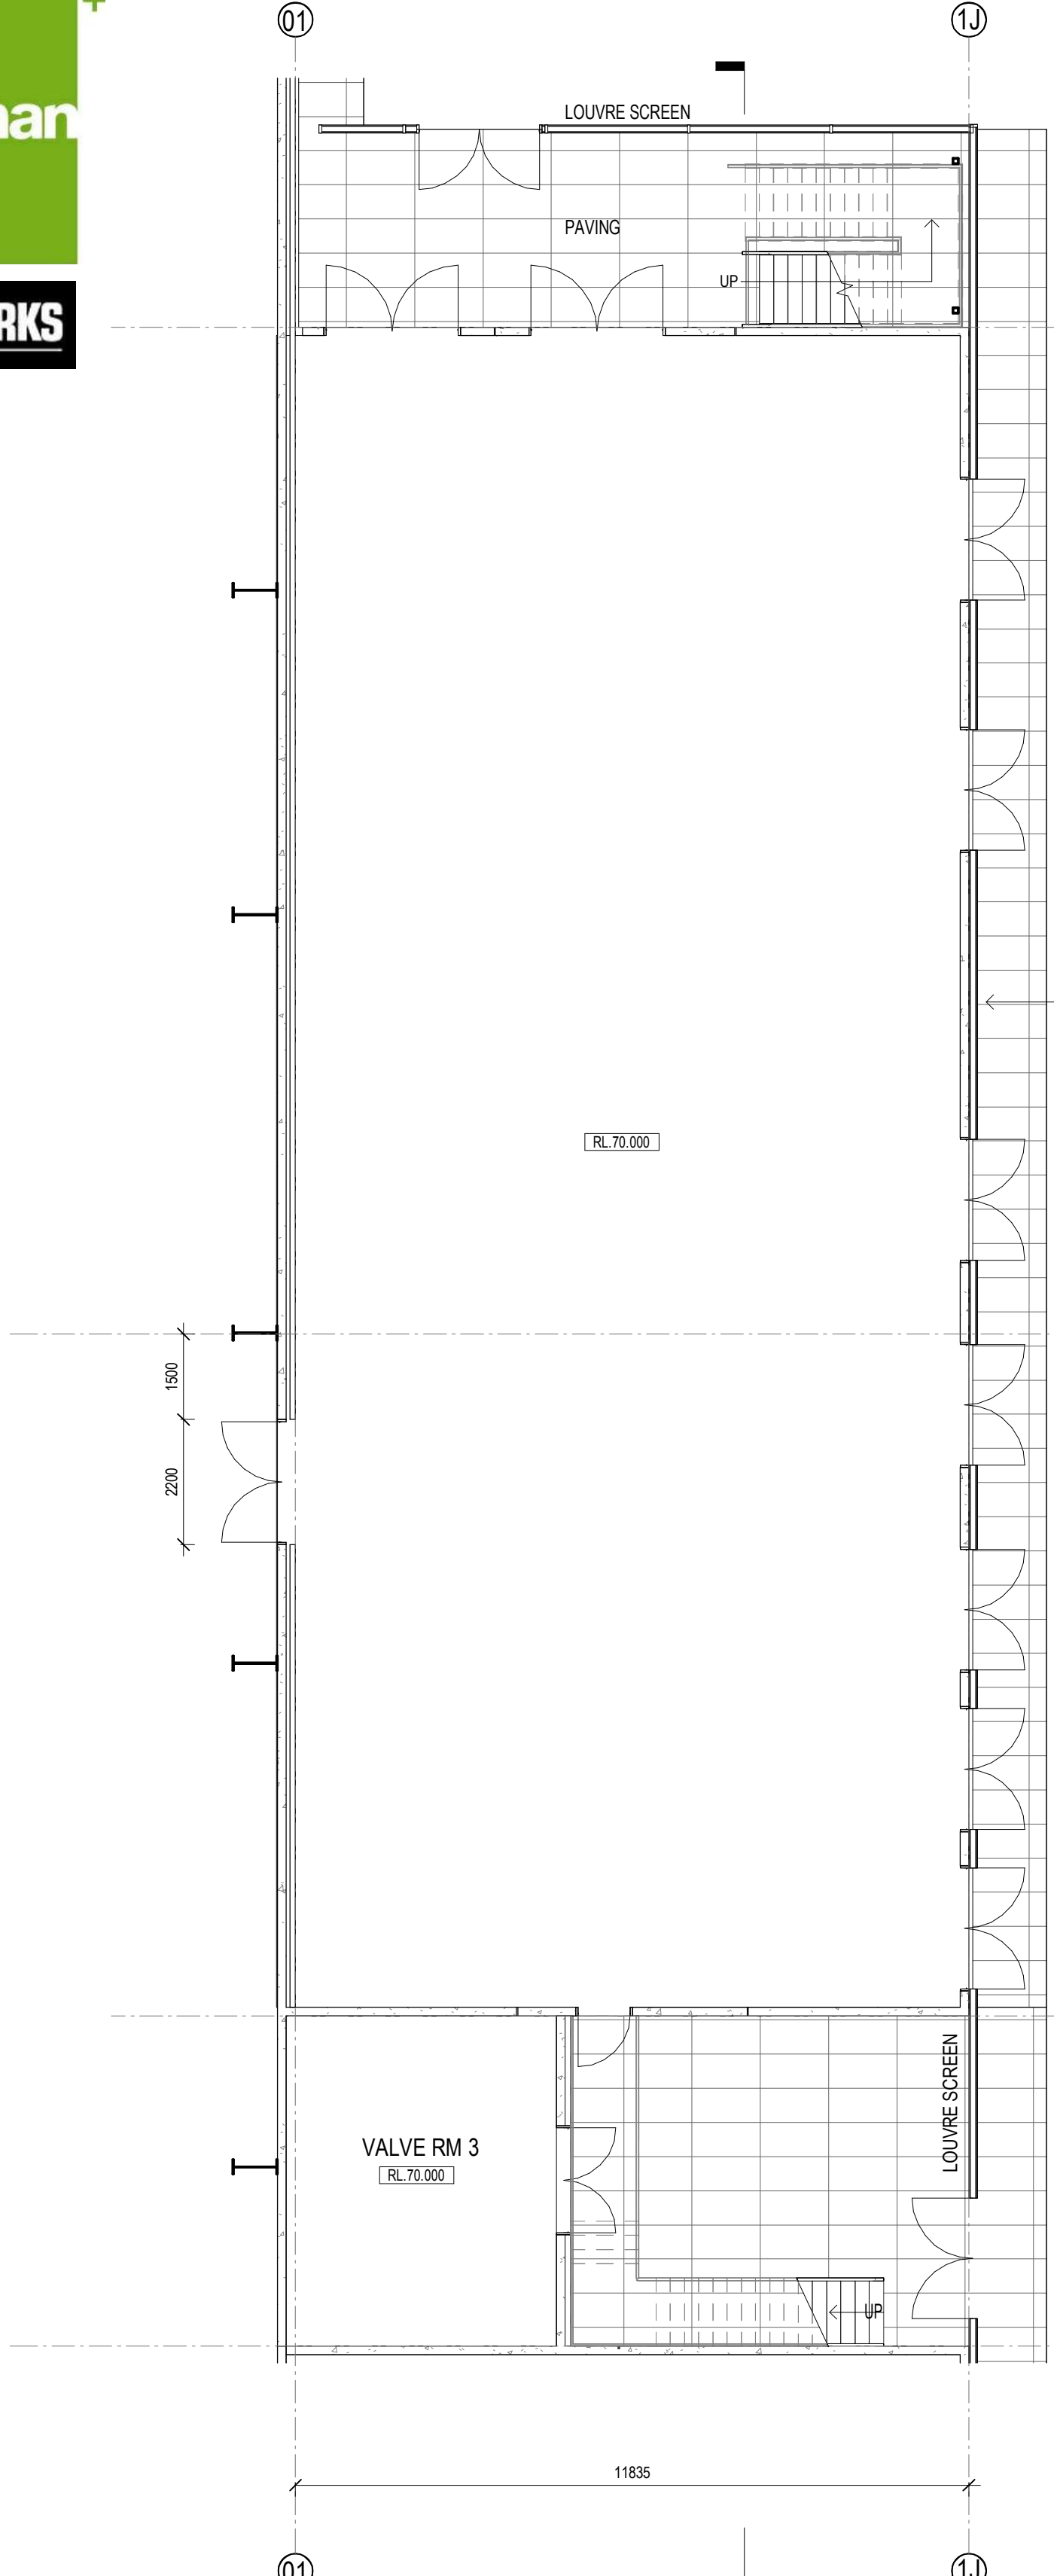 01
1J
an
LOUVRE SCREEN
PAVING
UP
RKS
RL.70.000
1500
2200
LOUVRE SCREEN
VALVE RM 3
RL.70.000
UP
11835
01
1J